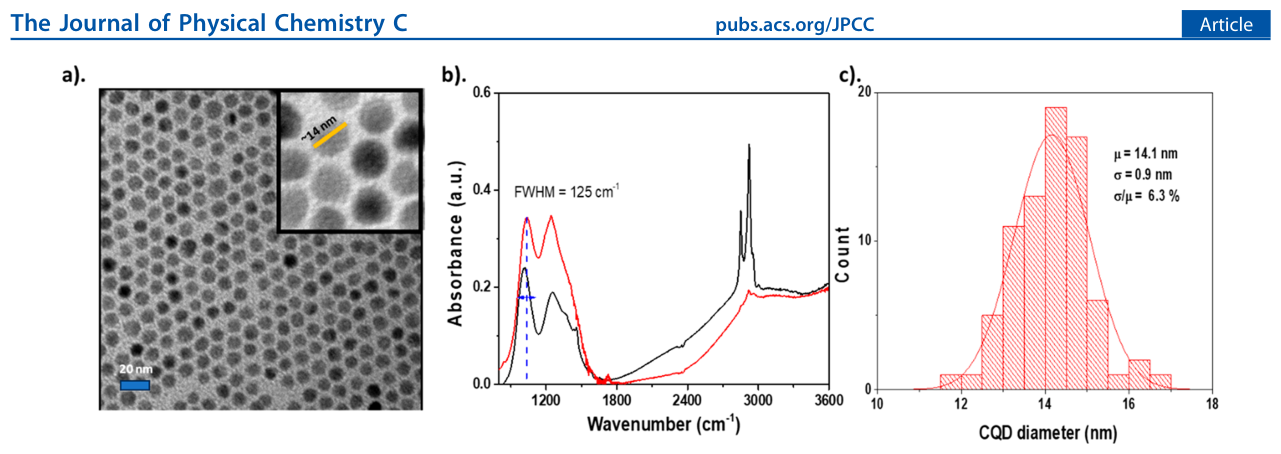 The Journal of Physical Chemistry C
pubs.acs.org/JPCC
Article
a).
~14 nm
20 nm
b).
0.6
0.4
0.2
0.0
Absorbance (a.u.)
FWHM = 125 cm⁻¹
1200
1800
2400
3000
3600
Wavenumber (cm⁻¹)
c).
20
10
0
Count
μ = 14.1 nm
σ = 0.9 nm
σ/μ = 6.3 %
10
12
14
16
18
CQD diameter (nm)